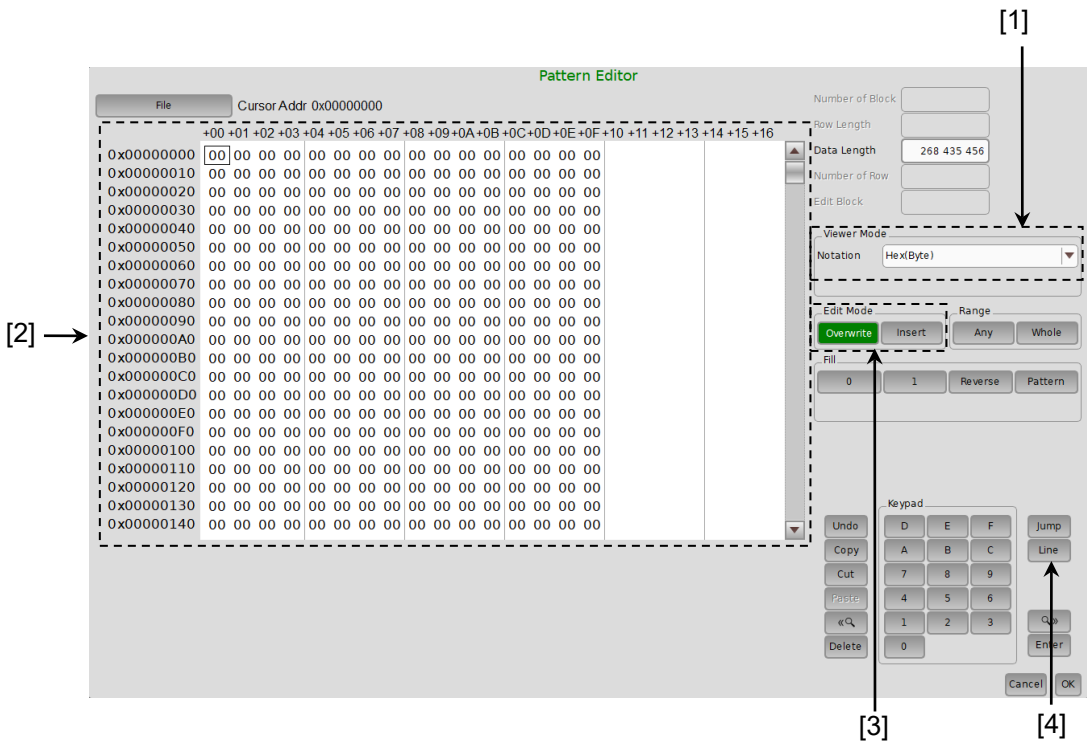 [1]
Pattern Editor
File Cursor Addr 0x00000000
+00 +01 +02 +03 +04 +05 +06 +07 +08 +09 +0A +0B +0C +0D +0E +0F +10 +11 +12 +13 +14 +15 +16
0x00000000 00 00 00 00 00 00 00 00 00 00 00 00 00 00 00 00
0x00000010 00 00 00 00 00 00 00 00 00 00 00 00 00 00 00 00
0x00000020 00 00 00 00 00 00 00 00 00 00 00 00 00 00 00 00
0x00000030 00 00 00 00 00 00 00 00 00 00 00 00 00 00 00 00
0x00000040 00 00 00 00 00 00 00 00 00 00 00 00 00 00 00 00
0x00000050 00 00 00 00 00 00 00 00 00 00 00 00 00 00 00 00
0x00000060 00 00 00 00 00 00 00 00 00 00 00 00 00 00 00 00
0x00000070 00 00 00 00 00 00 00 00 00 00 00 00 00 00 00 00
0x00000080 00 00 00 00 00 00 00 00 00 00 00 00 00 00 00 00
0x00000090 00 00 00 00 00 00 00 00 00 00 00 00 00 00 00 00
[2]
0x000000A0 00 00 00 00 00 00 00 00 00 00 00 00 00 00 00 00
0x000000B0 00 00 00 00 00 00 00 00 00 00 00 00 00 00 00 00
0x000000C0 00 00 00 00 00 00 00 00 00 00 00 00 00 00 00 00
0x000000D0 00 00 00 00 00 00 00 00 00 00 00 00 00 00 00 00
0x000000E0 00 00 00 00 00 00 00 00 00 00 00 00 00 00 00 00
0x000000F0 00 00 00 00 00 00 00 00 00 00 00 00 00 00 00 00
0x00000100 00 00 00 00 00 00 00 00 00 00 00 00 00 00 00 00
0x00000110 00 00 00 00 00 00 00 00 00 00 00 00 00 00 00 00
0x00000120 00 00 00 00 00 00 00 00 00 00 00 00 00 00 00 00
0x00000130 00 00 00 00 00 00 00 00 00 00 00 00 00 00 00 00
0x00000140 00 00 00 00 00 00 00 00 00 00 00 00 00 00 00 00
Number of Block
Row Length
Data Length 268 435 456
Number of Row
Edit Block
Viewer Mode
Notation Hex(Byte)
Edit Mode Range
Overwrite Insert Any Whole
Fill
0 1 Reverse Pattern
Keypad
Undo D E F Jump
Copy A B C Line
Cut 7 8 9
Paste 4 5 6
« 1 2 3 »
Delete 0 Enter
Cancel OK
[3] [4]